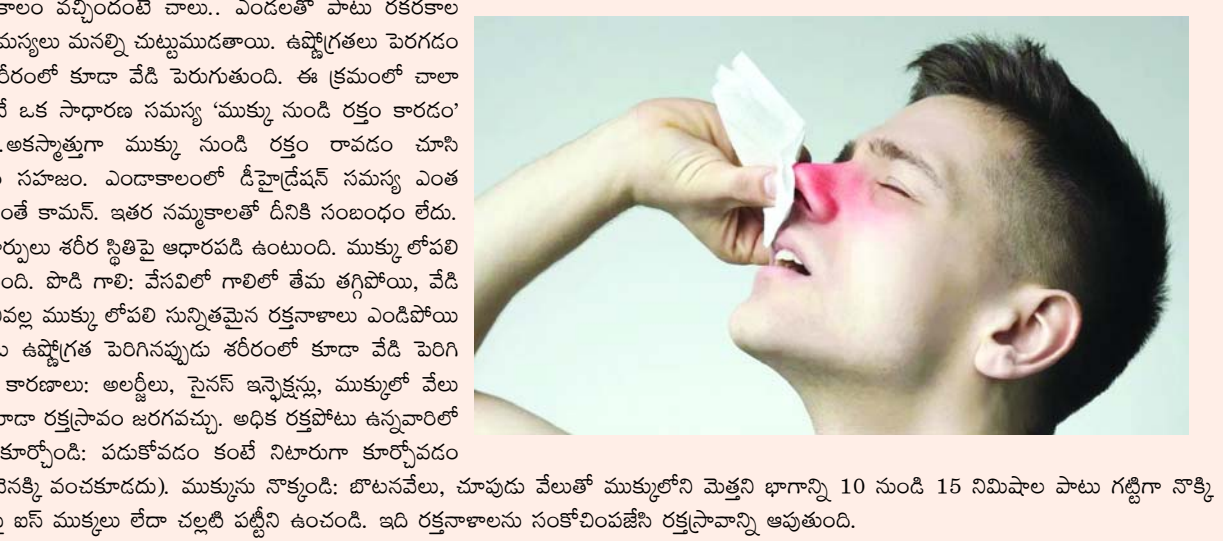 కాలం వచ్చిందంటే చాలు.. ఎండలతో పాటు రకరకాల
మస్యలు మనల్ని చుట్టుముడతాయి. ఉష్ణోగ్రతలు పెరగడం
రీరంలో కూడా వేడి పెరుగుతుంది. ఈ క్రమంలో చాలా
ఒక సాధారణ సమస్య ‘ముక్కు నుండి రక్తం కారడం’
.అకస్మాత్తుగా ముక్కు నుండి రక్తం రావడం చూసి
సహజం. ఎండాకాలంలో డీహైడ్రేషన్ సమస్య ఎంత
ంతే కామన్. ఇతర నమ్మకాలతో దీనికి సంబంధం లేదు.
ర్పులు శరీర స్థితిపై ఆధారపడి ఉంటుంది. ముక్కు లోపలి
ంది. పొడి గాలి: వేసవిలో గాలిలో తేమ తగ్గిపోయి, వేడి
వల్ల ముక్కు లోపలి సున్నితమైన రక్తనాళాలు ఎండిపోయి
ఉష్ణోగ్రత పెరిగినప్పుడు శరీరంలో కూడా వేడి పెరిగి
కారణాలు: అలర్జీలు, సైనస్ ఇన్ఫెక్షన్లు, ముక్కులో వేలు
డా రక్తస్రావం జరగవచ్చు. అధిక రక్తపోటు ఉన్నవారిలో
కూర్చోండి: పడుకోవడం కంటే నిటారుగా కూర్చోవడం
వెనక్కి వంచకూడదు). ముక్కును నొక్కండి: బొటనవేలు, చూపుడు వేలుతో ముక్కులోని మెత్తని భాగాన్ని 10 నుండి 15 నిమిషాల పాటు గట్టిగా నొక్కి
ఐస్ ముక్కలు లేదా చల్లటి పట్టీని ఉంచండి. ఇది రక్తనాళాలను సంకోచింపజేసి రక్తస్రావాన్ని ఆపుతుంది.